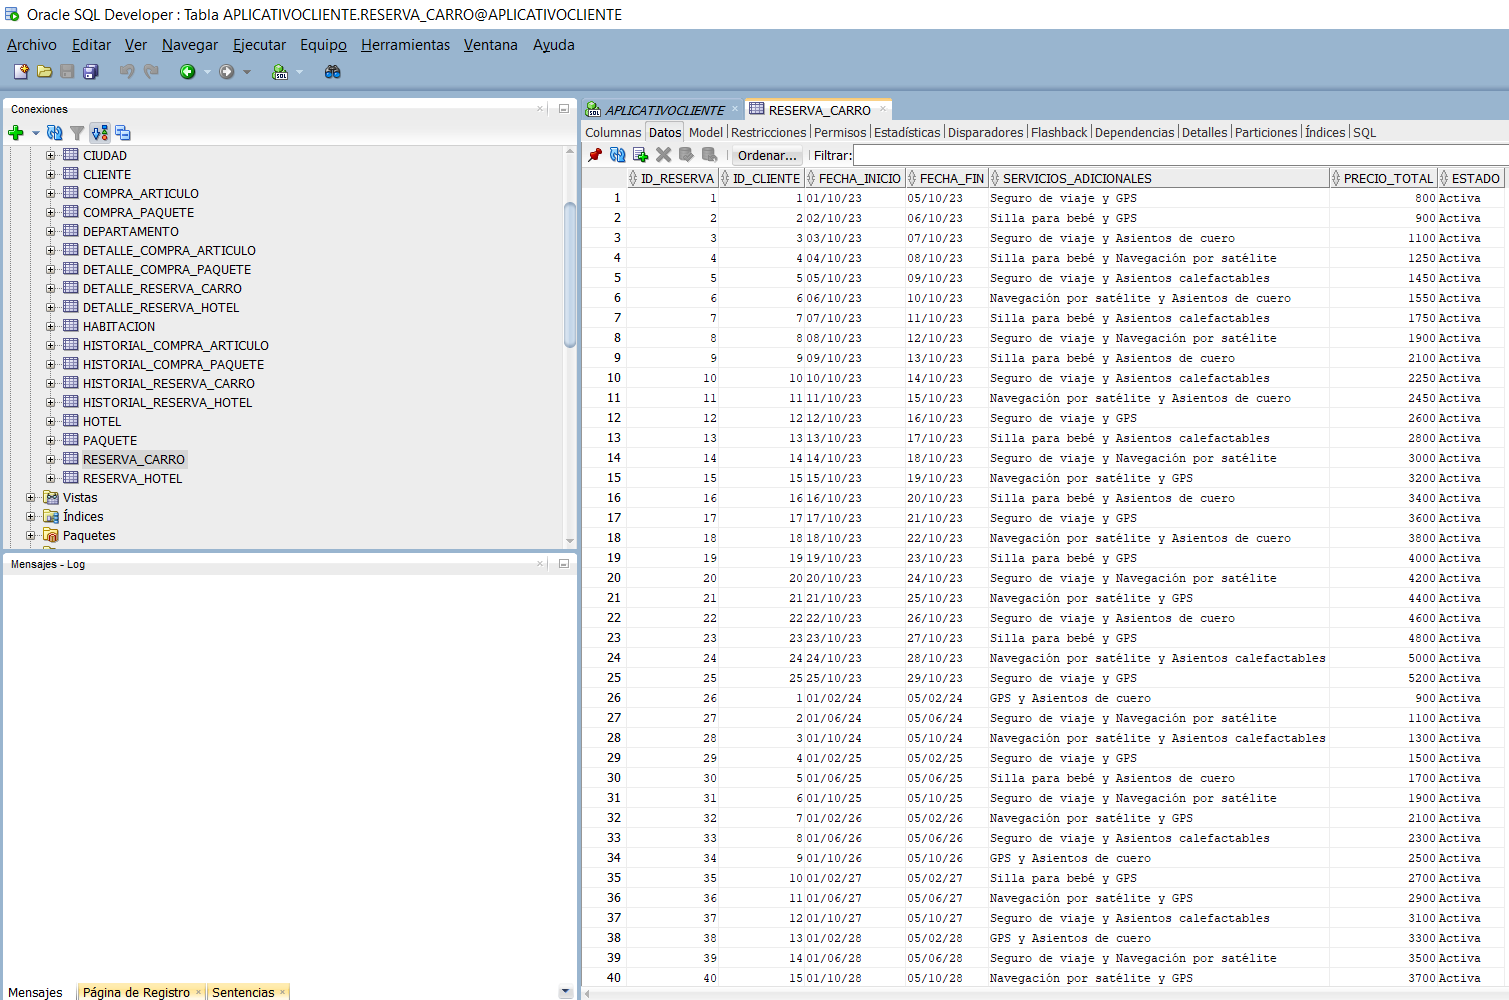 Oracle SQL Developer : Tabla APLICATIVOCLIENTE.RESERVA_CARRO@APLICATIVOCLIENTE
Archivo Editar Ver Navegar Ejecutar Equipo Herramientas Ventana Ayuda
Conexiones
CIUDAD
CLIENTE
COMPRA_ARTICULO
COMPRA_PAQUETE
DEPARTAMENTO
DETALLE_COMPRA_ARTICULO
DETALLE_COMPRA_PAQUETE
DETALLE_RESERVA_CARRO
DETALLE_RESERVA_HOTEL
HABITACION
HISTORIAL_COMPRA_ARTICULO
HISTORIAL_COMPRA_PAQUETE
HISTORIAL_RESERVA_CARRO
HISTORIAL_RESERVA_HOTEL
HOTEL
PAQUETE
RESERVA_CARRO
RESERVA_HOTEL
Vistas
Índices
Paquetes
Mensajes - Log
Mensajes Página de Registro Sentencias
APLICATIVOCLIENTE RESERVA_CARRO
Columnas Datos Model Restricciones Permisos Estadísticas Disparadores Flashback Dependencias Detalles Particiones Índices SQL
Ordenar... Filtrar:
ID_RESERVA ID_CLIENTE FECHA_INICIO FECHA_FIN SERVICIOS_ADICIONALES PRECIO_TOTAL ESTADO
1 1 1 01/10/23 05/10/23 Seguro de viaje y GPS 800 Activa
2 2 2 02/10/23 06/10/23 Silla para bebé y GPS 900 Activa
3 3 3 03/10/23 07/10/23 Seguro de viaje y Asientos de cuero 1100 Activa
4 4 4 04/10/23 08/10/23 Silla para bebé y Navegación por satélite 1250 Activa
5 5 5 05/10/23 09/10/23 Seguro de viaje y Asientos calefactables 1450 Activa
6 6 6 06/10/23 10/10/23 Navegación por satélite y Asientos de cuero 1550 Activa
7 7 7 07/10/23 11/10/23 Silla para bebé y Asientos calefactables 1750 Activa
8 8 8 08/10/23 12/10/23 Seguro de viaje y Navegación por satélite 1900 Activa
9 9 9 09/10/23 13/10/23 Silla para bebé y Asientos de cuero 2100 Activa
10 10 10 10/10/23 14/10/23 Seguro de viaje y Asientos calefactables 2250 Activa
11 11 11 11/10/23 15/10/23 Navegación por satélite y Asientos de cuero 2450 Activa
12 12 12 12/10/23 16/10/23 Seguro de viaje y GPS 2600 Activa
13 13 13 13/10/23 17/10/23 Silla para bebé y Asientos calefactables 2800 Activa
14 14 14 14/10/23 18/10/23 Seguro de viaje y Navegación por satélite 3000 Activa
15 15 15 15/10/23 19/10/23 Navegación por satélite y GPS 3200 Activa
16 16 16 16/10/23 20/10/23 Silla para bebé y Asientos de cuero 3400 Activa
17 17 17 17/10/23 21/10/23 Seguro de viaje y GPS 3600 Activa
18 18 18 18/10/23 22/10/23 Navegación por satélite y Asientos de cuero 3800 Activa
19 19 19 19/10/23 23/10/23 Silla para bebé y GPS 4000 Activa
20 20 20 20/10/23 24/10/23 Seguro de viaje y Navegación por satélite 4200 Activa
21 21 21 21/10/23 25/10/23 Navegación por satélite y GPS 4400 Activa
22 22 22 22/10/23 26/10/23 Seguro de viaje y Asientos de cuero 4600 Activa
23 23 23 23/10/23 27/10/23 Silla para bebé y GPS 4800 Activa
24 24 24 24/10/23 28/10/23 Navegación por satélite y Asientos calefactables 5000 Activa
25 25 25 25/10/23 29/10/23 Seguro de viaje y GPS 5200 Activa
26 26 1 01/02/24 05/02/24 GPS y Asientos de cuero 900 Activa
27 27 2 01/06/24 05/06/24 Seguro de viaje y Navegación por satélite 1100 Activa
28 28 3 01/10/24 05/10/24 Navegación por satélite y Asientos calefactables 1300 Activa
29 29 4 01/02/25 05/02/25 Seguro de viaje y GPS 1500 Activa
30 30 5 01/06/25 05/06/25 Silla para bebé y Asientos de cuero 1700 Activa
31 31 6 01/10/25 05/10/25 Seguro de viaje y Navegación por satélite 1900 Activa
32 32 7 01/02/26 05/02/26 Navegación por satélite y GPS 2100 Activa
33 33 8 01/06/26 05/06/26 Seguro de viaje y Asientos calefactables 2300 Activa
34 34 9 01/10/26 05/10/26 GPS y Asientos de cuero 2500 Activa
35 35 10 01/02/27 05/02/27 Silla para bebé y GPS 2700 Activa
36 36 11 01/06/27 05/06/27 Navegación por satélite y GPS 2900 Activa
37 37 12 01/10/27 05/10/27 Seguro de viaje y Asientos calefactables 3100 Activa
38 38 13 01/02/28 05/02/28 GPS y Asientos de cuero 3300 Activa
39 39 14 01/06/28 05/06/28 Seguro de viaje y Navegación por satélite 3500 Activa
40 40 15 01/10/28 05/10/28 Navegación por satélite y GPS 3700 Activa